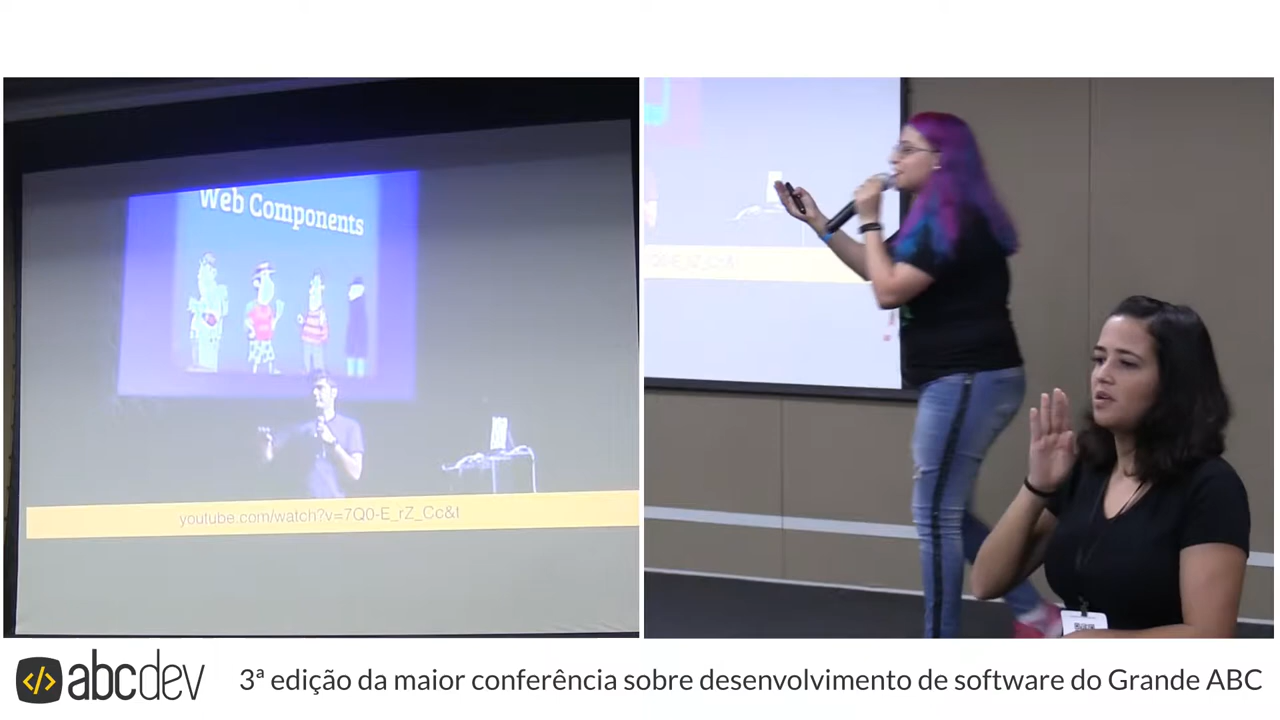 Web Components
youtube.com/watch?v=7Q0-E_rZ_Cc&t
</> abcdev
3ª edição da maior conferência sobre desenvolvimento de software do Grande ABC